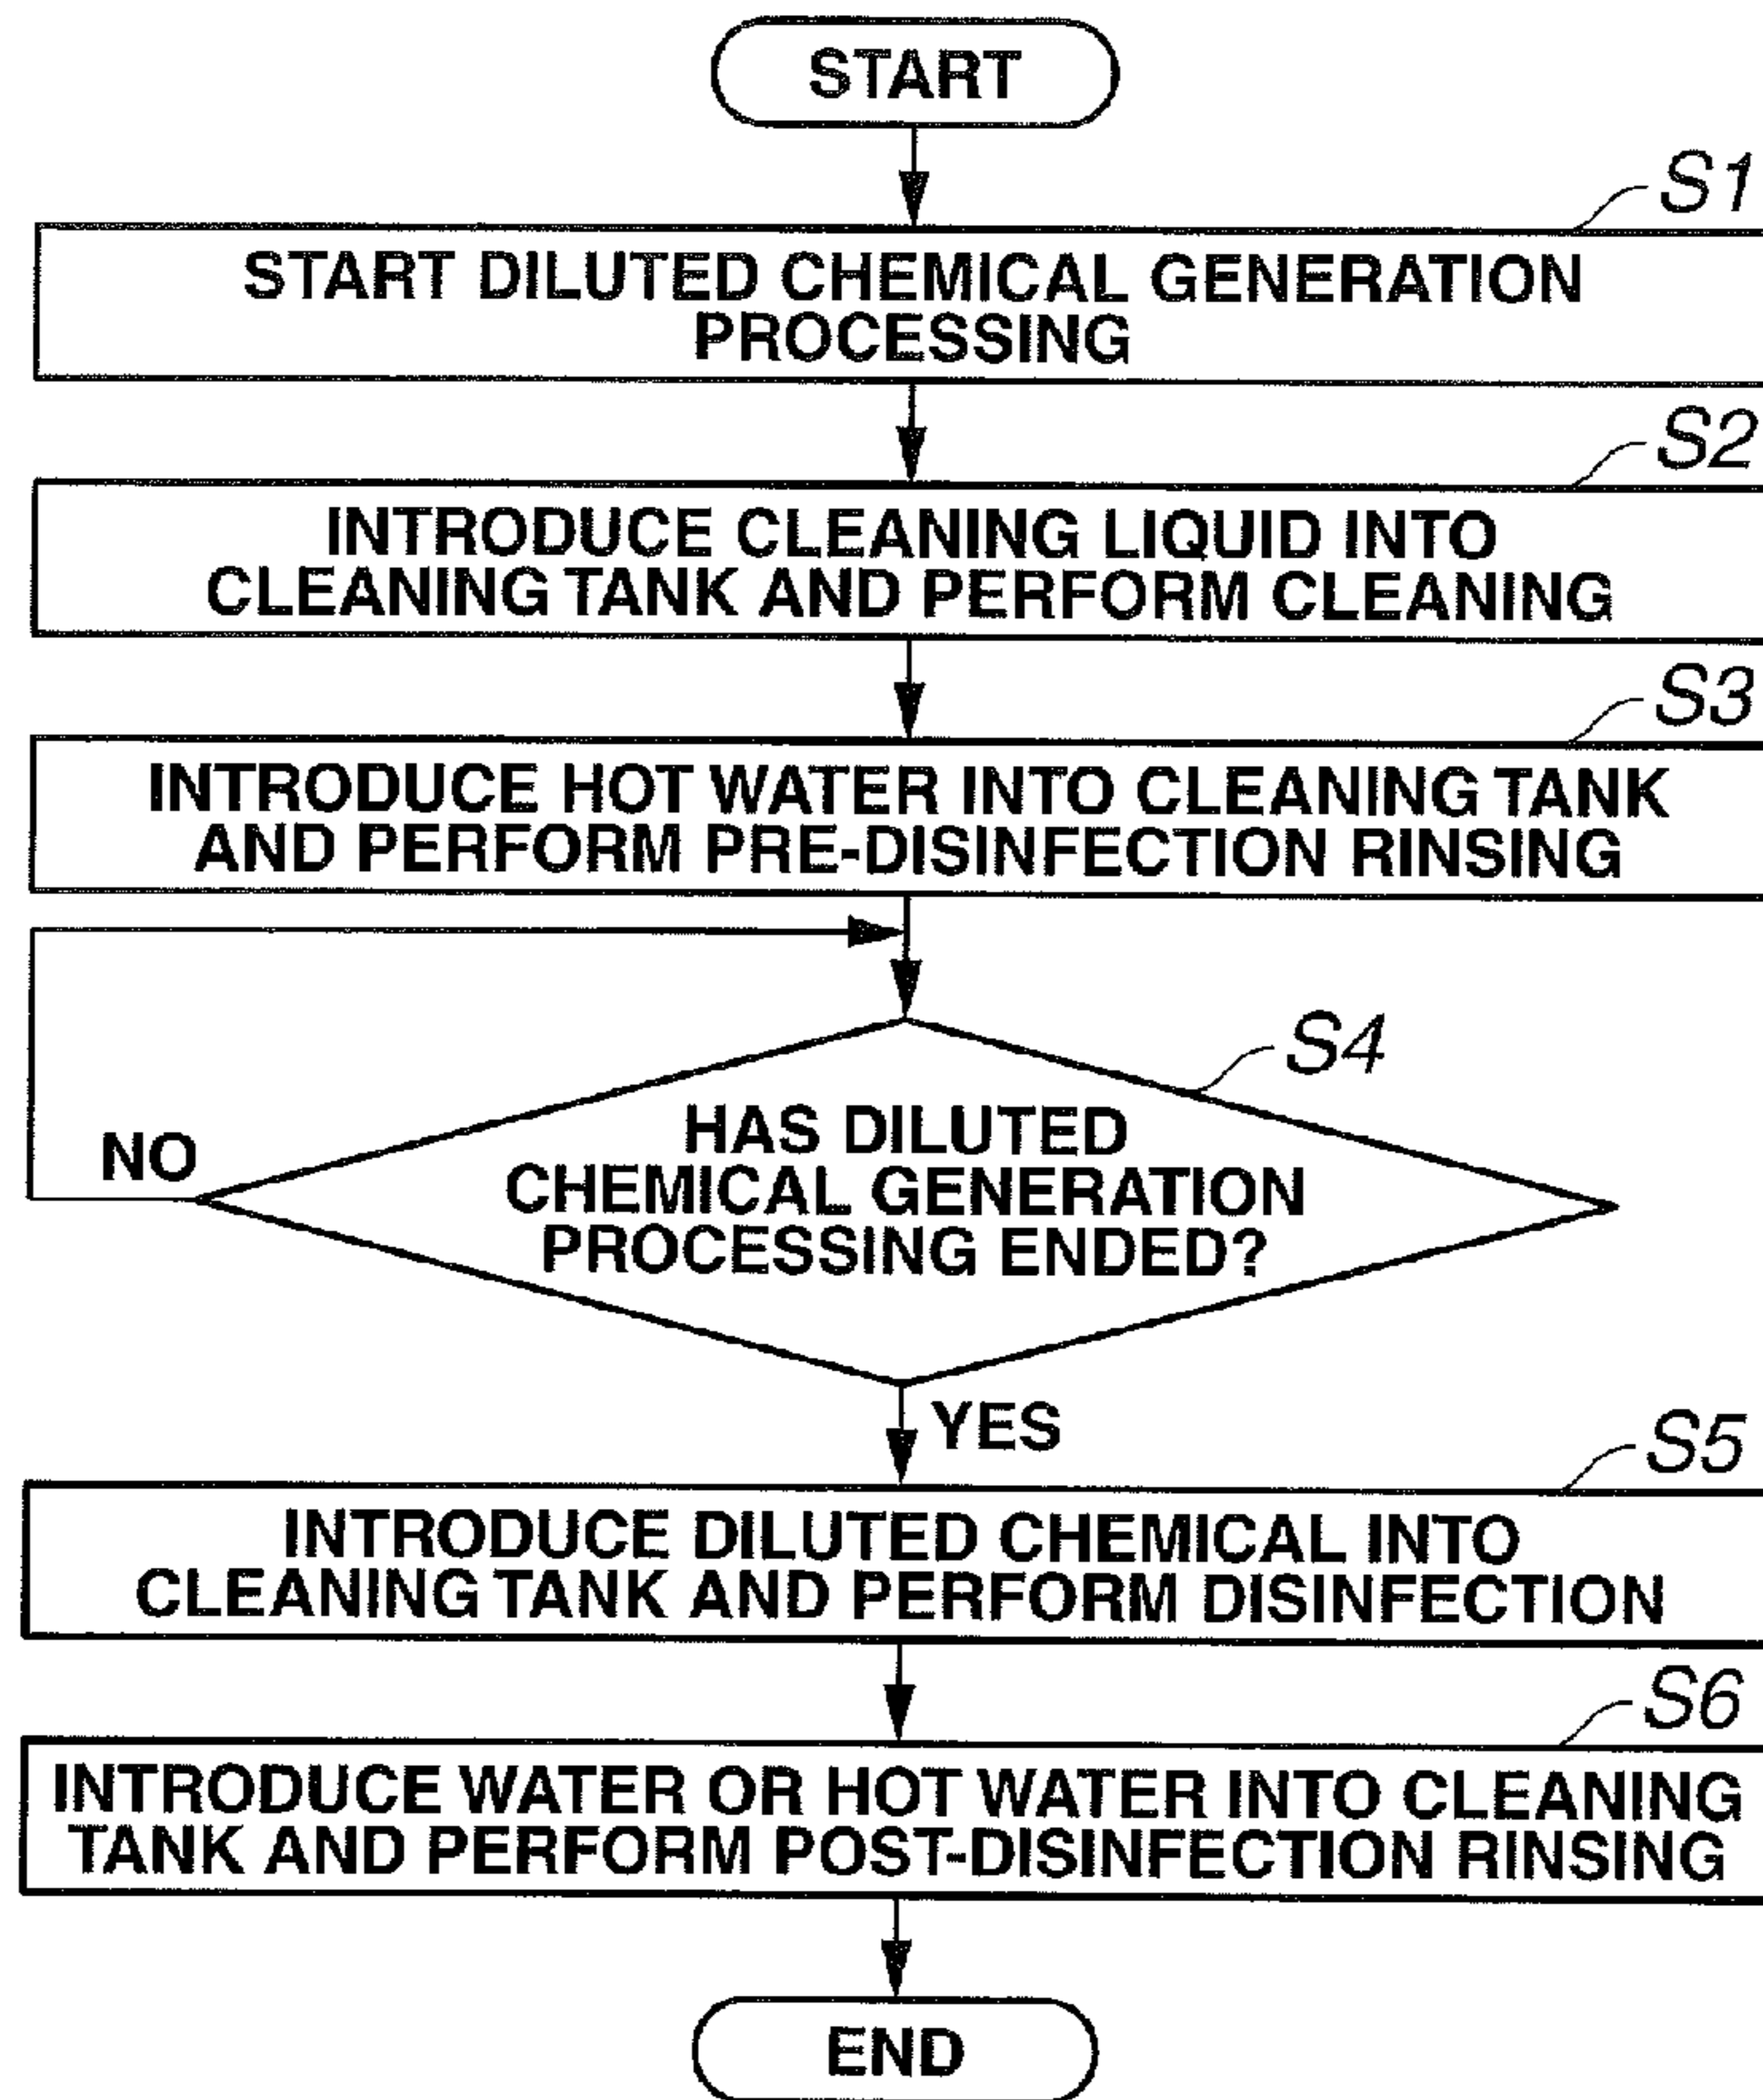 START
S1
START DILUTED CHEMICAL GENERATION
PROCESSING
S2
INTRODUCE CLEANING LIQUID INTO
CLEANING TANK AND PERFORM CLEANING
S3
INTRODUCE HOT WATER INTO CLEANING TANK
AND PERFORM PRE-DISINFECTION RINSING
S4
HAS DILUTED
CHEMICAL GENERATION
PROCESSING ENDED?
NO
YES
S5
INTRODUCE DILUTED CHEMICAL INTO
CLEANING TANK AND PERFORM DISINFECTION
S6
INTRODUCE WATER OR HOT WATER INTO CLEANING
TANK AND PERFORM POST-DISINFECTION RINSING
END